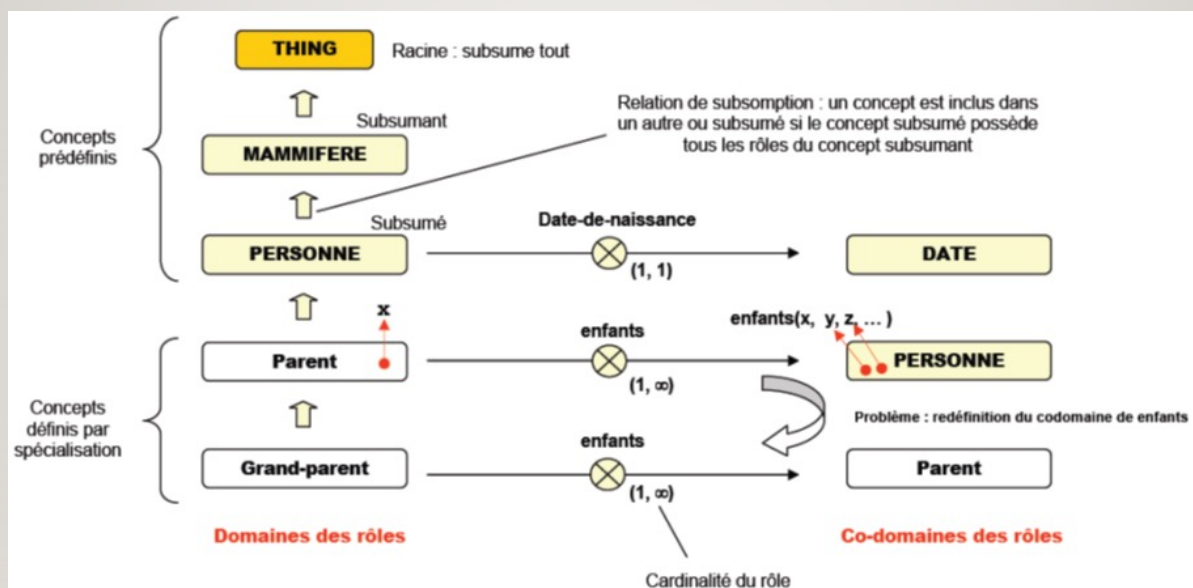 THING
Racine : subsume tout
Relation de subsomption : un concept est inclus dans
un autre ou subsumé si le concept subsumé possède
tous les rôles du concept subsumant
Concepts
prédéfinis
Subsumant
MAMMIFERE
Subsumé
PERSONNE
Date-de-naissance
(1, 1)
DATE
x
Parent
enfants
(1, ∞)
enfants(x, y, z, ... )
PERSONNE
Problème : redéfinition du codomaine de enfants
Concepts
définis par
spécialisation
Grand-parent
enfants
(1, ∞)
Parent
Domaines des rôles
Co-domaines des rôles
Cardinalité du rôle